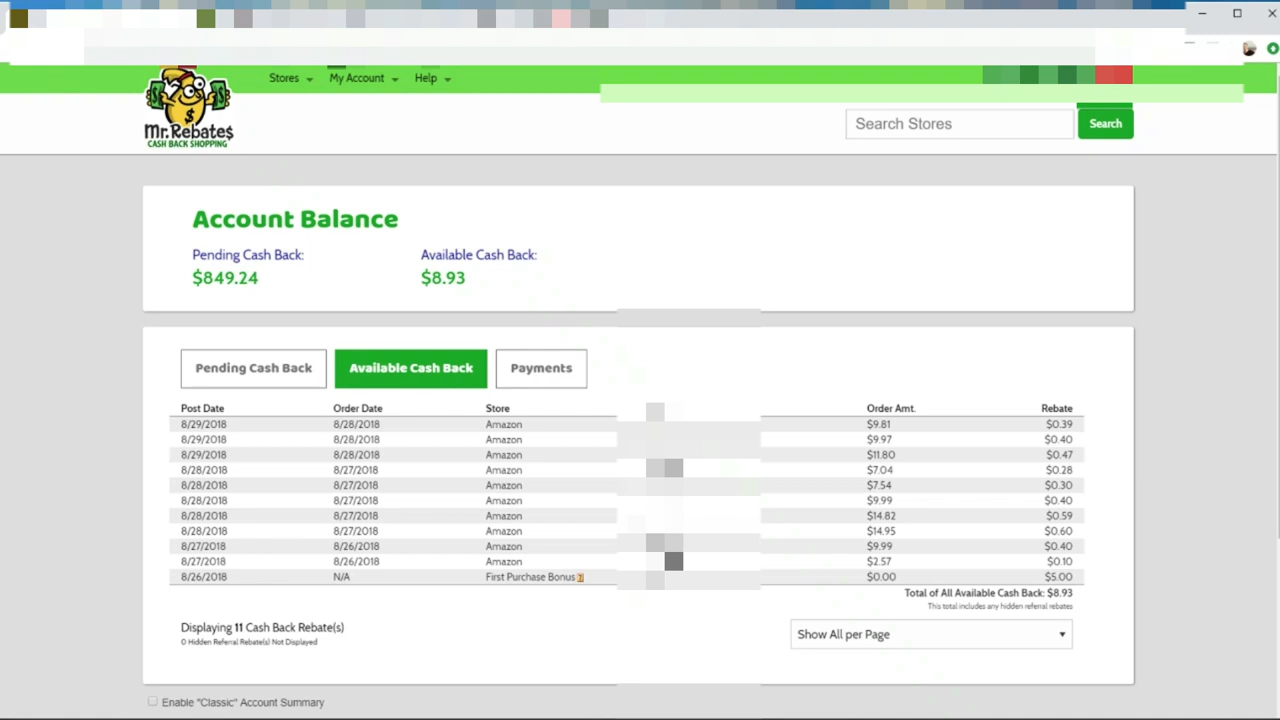 Stores My Account Help
Mr.Rebates
CASH BACK SHOPPING
Search Stores Search
Account Balance
Pending Cash Back: Available Cash Back:
$849.24 $8.93
Pending Cash Back Available Cash Back Payments
Post Date Order Date Store Order Amt. Rebate
8/29/2018 8/28/2018 Amazon $9.81 $0.39
8/29/2018 8/28/2018 Amazon $9.97 $0.40
8/29/2018 8/28/2018 Amazon $11.80 $0.47
8/28/2018 8/27/2018 Amazon $7.04 $0.28
8/28/2018 8/27/2018 Amazon $7.54 $0.30
8/28/2018 8/27/2018 Amazon $9.99 $0.40
8/28/2018 8/27/2018 Amazon $14.82 $0.59
8/28/2018 8/27/2018 Amazon $14.95 $0.60
8/27/2018 8/26/2018 Amazon $9.99 $0.40
8/27/2018 8/26/2018 Amazon $2.57 $0.10
8/26/2018 N/A First Purchase Bonus $0.00 $5.00
Total of All Available Cash Back: $8.93
This total includes any hidden referral rebates
Displaying 11 Cash Back Rebate(s)
0 Hidden Referral Rebate(s) Not Displayed
Show All per Page
Enable "Classic" Account Summary